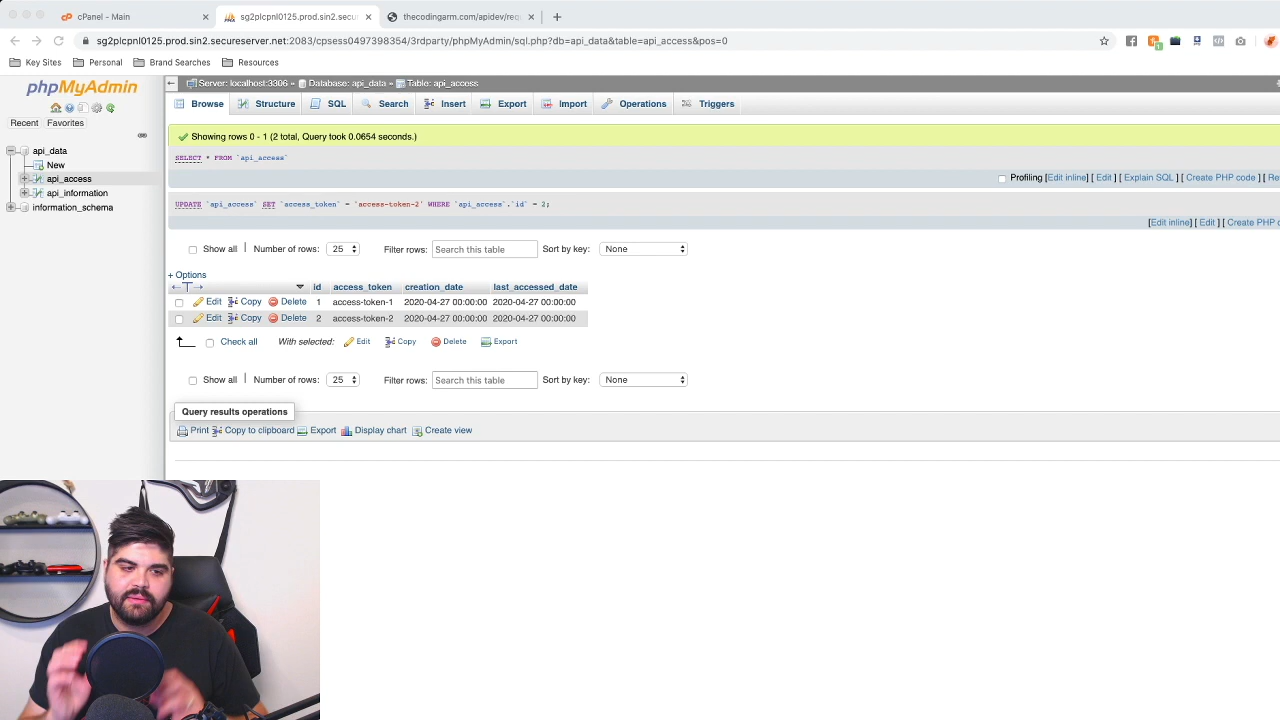 cPanel - Main
sg2plcpnl0125.prod.sin2.secu
thecodingarm.com/apidev/req
sg2plcpnl0125.prod.sin2.secureserver.net:2083/cpsess0497398354/3rdparty/phpMyAdmin/sql.php?db=api_data&table=api_access&pos=0
Key Sites Personal Brand Searches Resources
phpMyAdmin
Recent Favorites
api_data
New
api_access
api_information
information_schema
Server: localhost:3306 » Database: api_data » Table: api_access
Browse Structure SQL Search Insert Export Import Operations Triggers
Showing rows 0 - 1 (2 total, Query took 0.0654 seconds.)
SELECT * FROM `api_access`
Profiling [Edit inline] [ Edit ] [ Explain SQL ] [ Create PHP code ] [ Re
UPDATE `api_access` SET `access_token` = 'access-token-2' WHERE `api_access`.`id` = 2;
[Edit inline] [ Edit ] [ Create PHP c
Show all | Number of rows: 25 Filter rows: Search this table Sort by key: None
+ Options
←T→ id access_token creation_date last_accessed_date
Edit Copy Delete 1 access-token-1 2020-04-27 00:00:00 2020-04-27 00:00:00
Edit Copy Delete 2 access-token-2 2020-04-27 00:00:00 2020-04-27 00:00:00
Check all With selected: Edit Copy Delete Export
Show all | Number of rows: 25 Filter rows: Search this table Sort by key: None
Query results operations
Print Copy to clipboard Export Display chart Create view